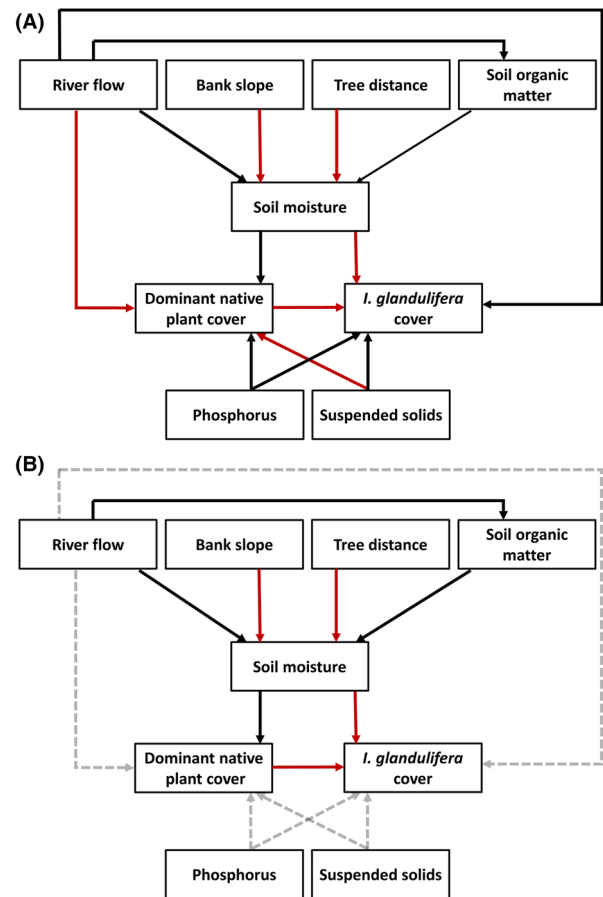 (A)
River flow
Bank slope
Tree distance
Soil organic
matter
Soil moisture
Dominant native
plant cover
I. glandulifera
cover
Phosphorus
Suspended solids
(B)
River flow
Bank slope
Tree distance
Soil organic
matter
Soil moisture
Dominant native
plant cover
I. glandulifera
cover
Phosphorus
Suspended solids